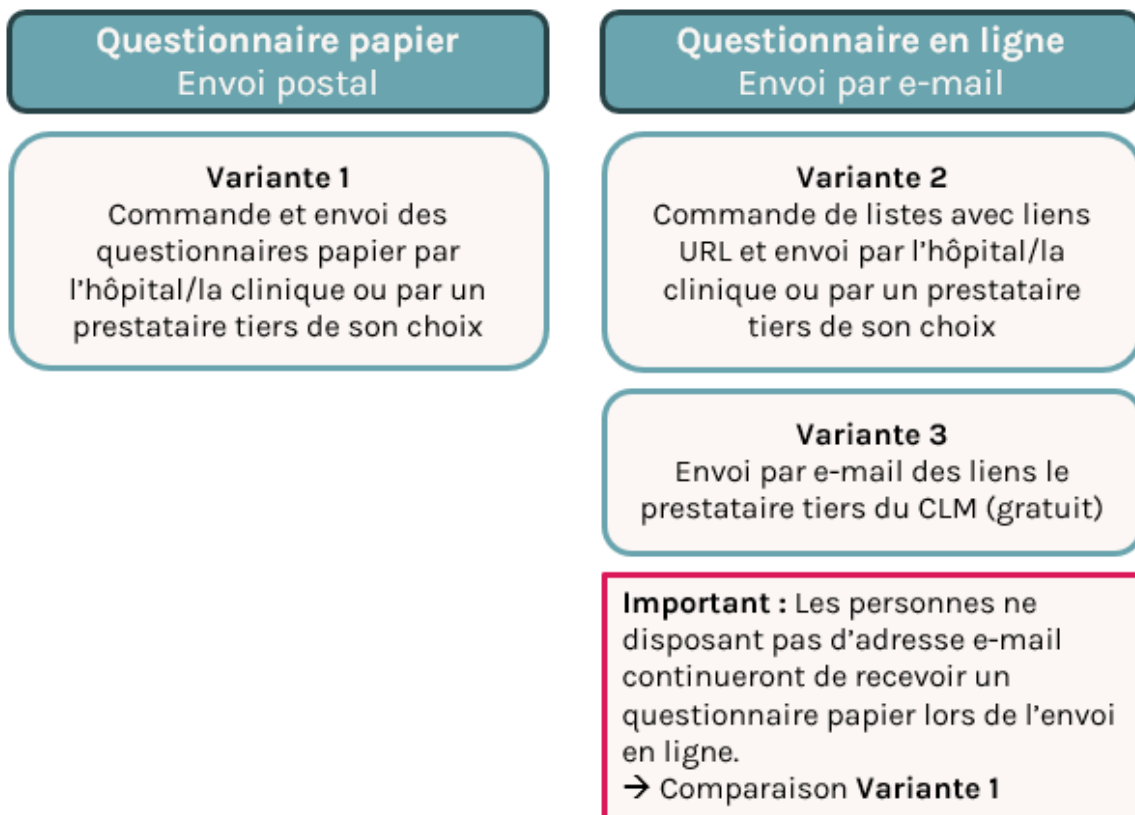 Questionnaire papier
Envoi postal
Variante 1
Commande et envoi des
questionnaires papier par
l'hôpital/la clinique ou par un
prestataire tiers de son choix
Questionnaire en ligne
Envoi par e-mail
Variante 2
Commande de listes avec liens
URL et envoi par l'hôpital/la
clinique ou par un prestataire
tiers de son choix
Variante 3
Envoi par e-mail des liens le
prestataire tiers du CLM (gratuit)
Important : Les personnes ne
disposant pas d'adresse e-mail
continueront de recevoir un
questionnaire papier lors de l'envoi
en ligne.
→ Comparaison Variante 1